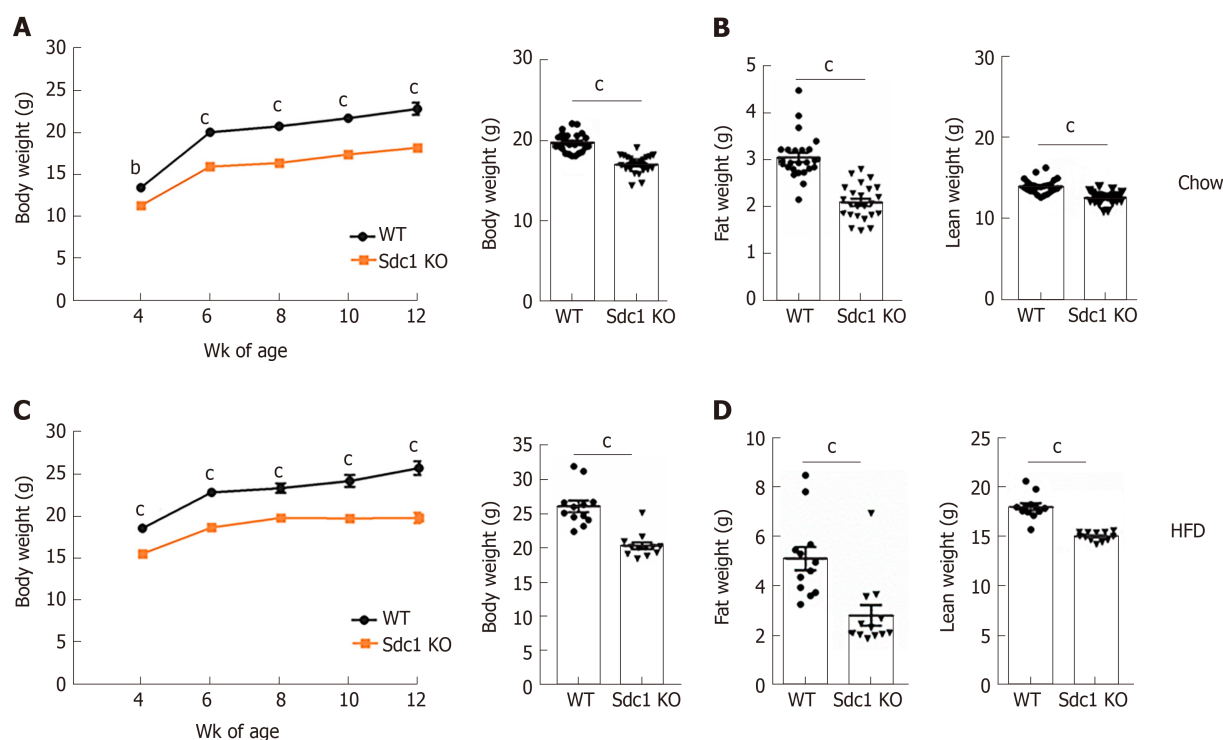 A
Body weight (g)
30
25
20
15
10
5
0
b
c
c
c
c
WT
Sdc1 KO
4 6 8 10 12
Wk of age
Body weight (g)
30
20
10
0
c
WT Sdc1 KO
B
Fat weight (g)
5
4
3
2
1
0
c
WT Sdc1 KO
Lean weight (g)
30
20
10
0
c
WT Sdc1 KO
Chow
C
Body weight (g)
30
25
20
15
10
5
0
c
c
c
c
c
WT
Sdc1 KO
4 6 8 10 12
Wk of age
Body weight (g)
35
30
25
20
15
10
5
0
c
WT Sdc1 KO
D
Fat weight (g)
10
8
6
4
2
0
c
WT Sdc1 KO
Lean weight (g)
25
20
15
10
5
0
c
WT Sdc1 KO
HFD